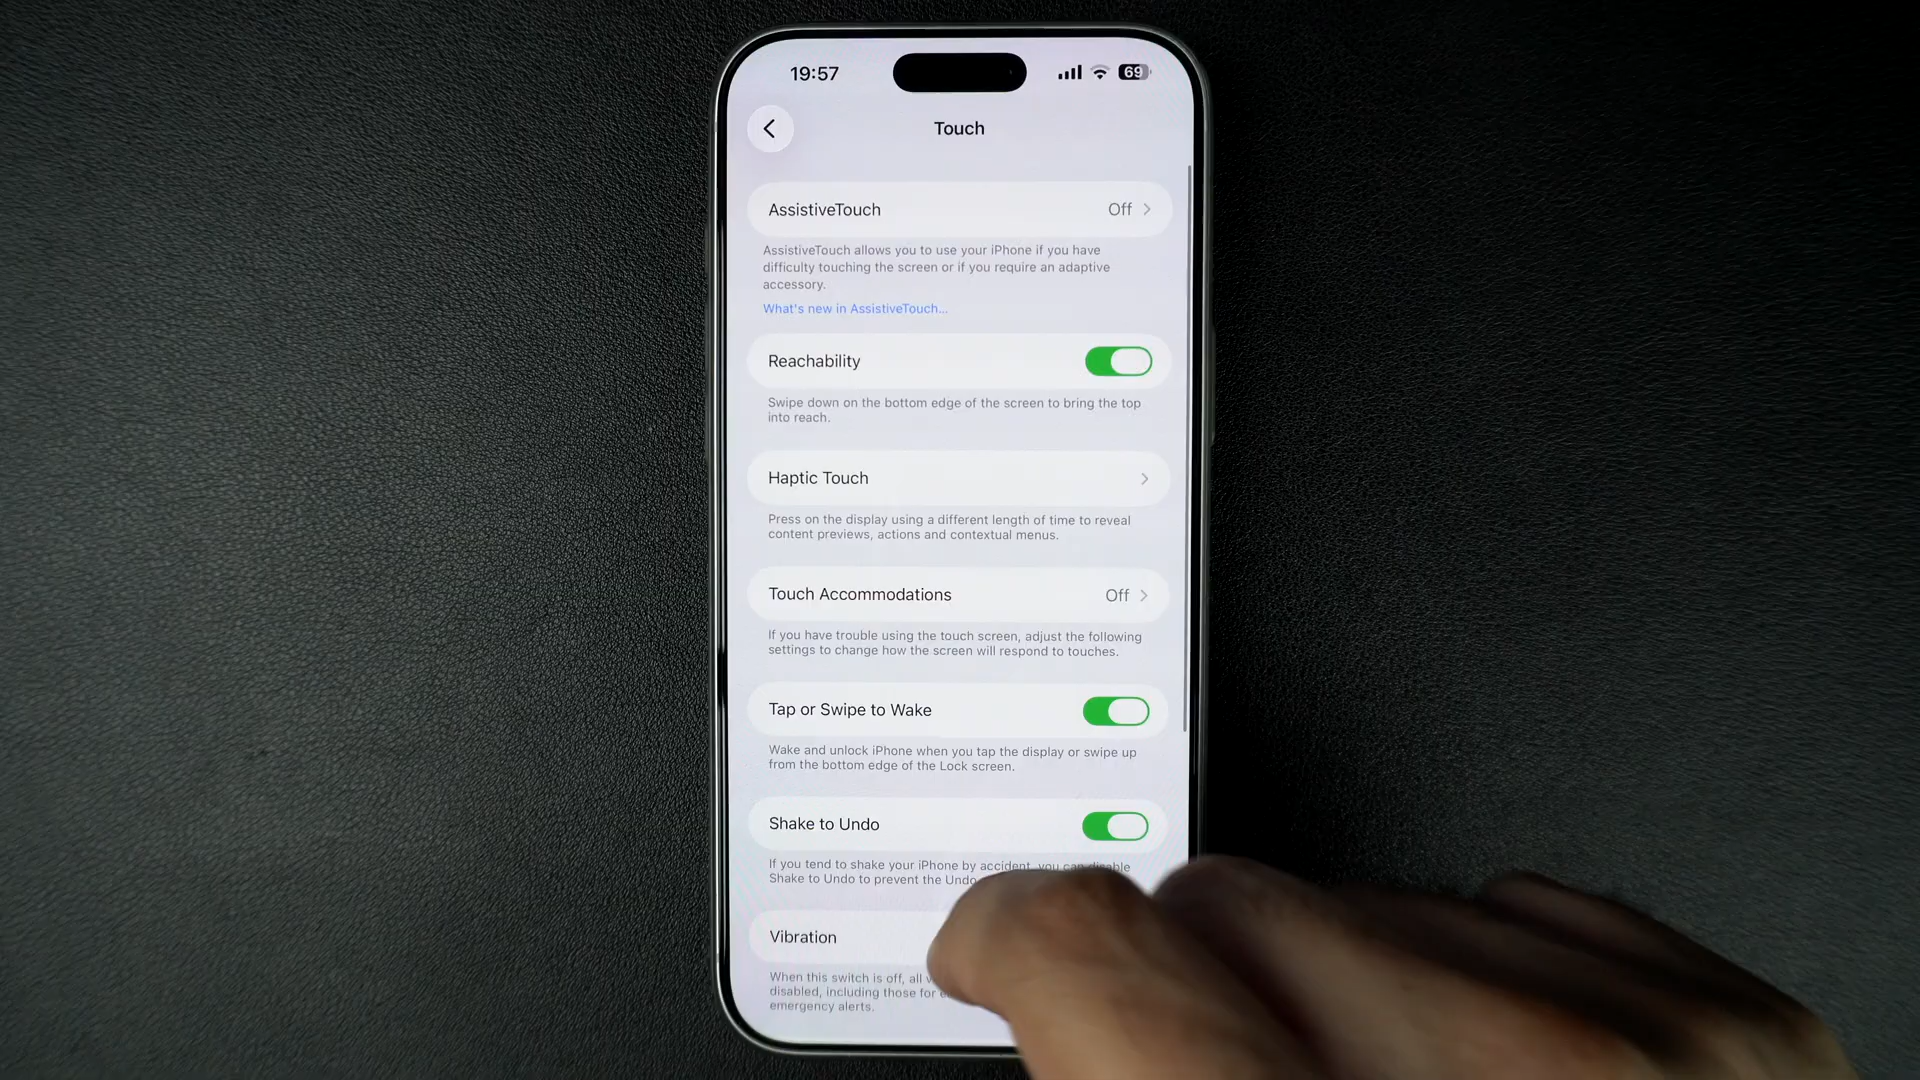 19:57
69
Touch
AssistiveTouch Off
AssistiveTouch allows you to use your iPhone if you have
difficulty touching the screen or if you require an adaptive
accessory.
What's new in AssistiveTouch...
Reachability
Swipe down on the bottom edge of the screen to bring the top
into reach.
Haptic Touch
Press on the display using a different length of time to reveal
content previews, actions and contextual menus.
Touch Accommodations Off
If you have trouble using the touch screen, adjust the following
settings to change how the screen will respond to touches.
Tap or Swipe to Wake
Wake and unlock iPhone when you tap the display or swipe up
from the bottom edge of the Lock screen.
Shake to Undo
If you tend to shake your iPhone by accident, you can disable
Shake to Undo to prevent the Undo
Vibration
When this switch is off, all
disabled, including those for
emergency alerts.